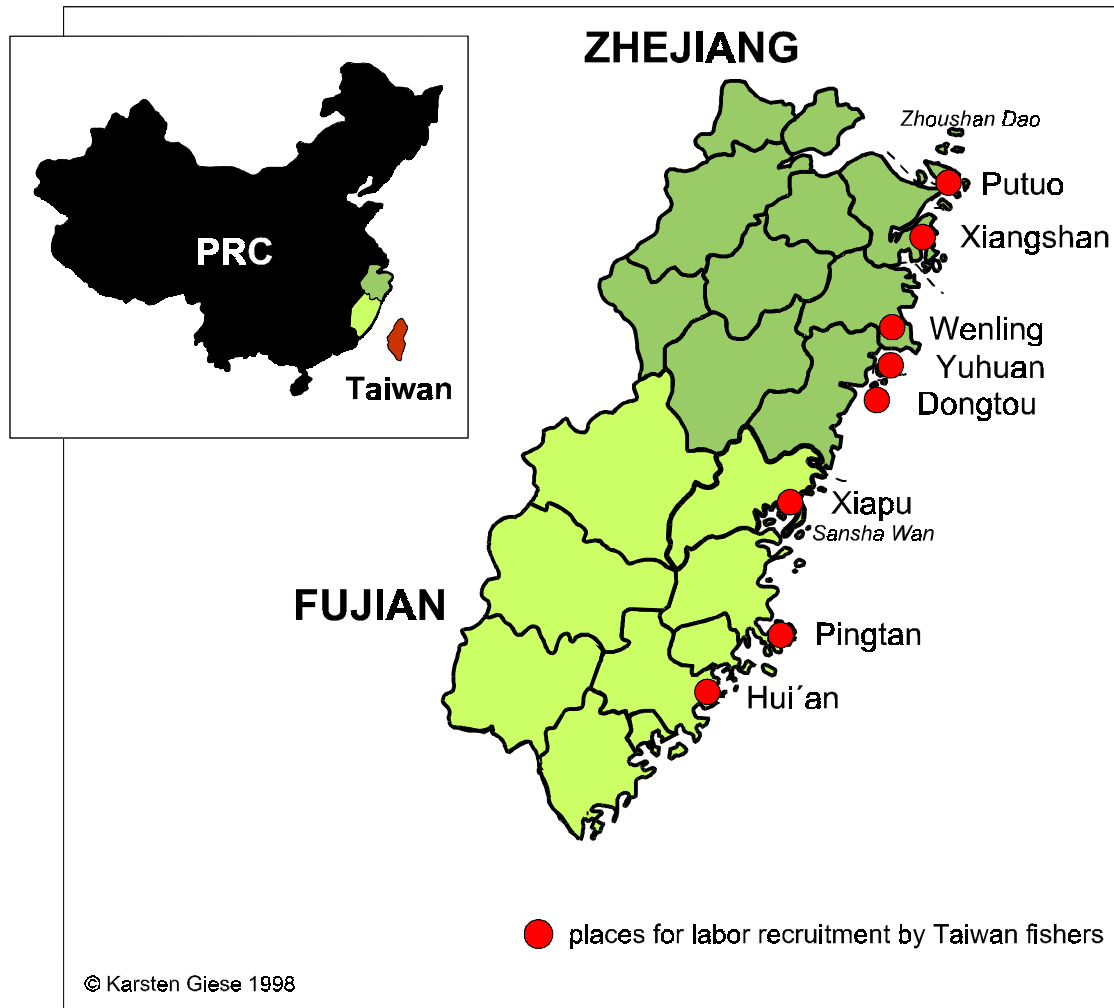 ZHEJIANG
Zhoushan Dao
Putuo
Xiangshan
PRC
Wenling
Yuhuan
Taiwan
Dongtou
Xiapu
Sansha Wan
FUJIAN
Pingtan
Hui´an
places for labor recruitment by Taiwan fishers
© Karsten Giese 1998